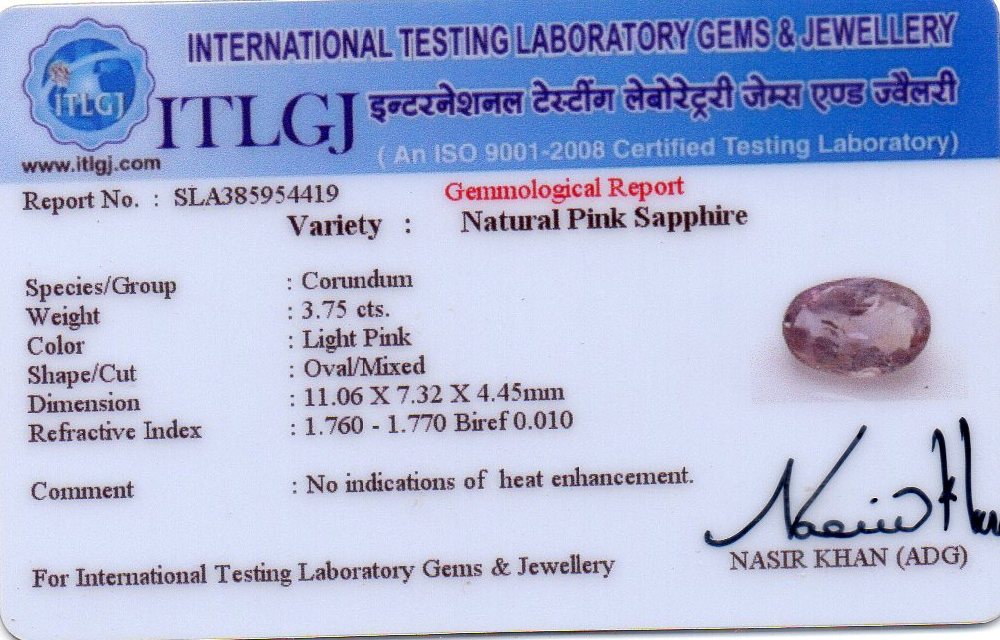 INTERNATIONAL TESTING LABORATORY GEMS & JEWELLERY
ITLGJ
ITLGJ इन्टरनेशनल टेस्टींग लेबोरेट्ररी जेम्स एण्ड ज्वैलरी
( An ISO 9001-2008 Certified Testing Laboratory)
www.itlgj.com
Report No. : SLA385954419
Gemmological Report
Variety : Natural Pink Sapphire
Species/Group : Corundum
Weight : 3.75 cts.
Color : Light Pink
Shape/Cut : Oval/Mixed
Dimension : 11.06 X 7.32 X 4.45mm
Refractive Index : 1.760 - 1.770 Biref 0.010
Comment : No indications of heat enhancement.
Nasir Khan
NASIR KHAN (ADG)
For International Testing Laboratory Gems & Jewellery